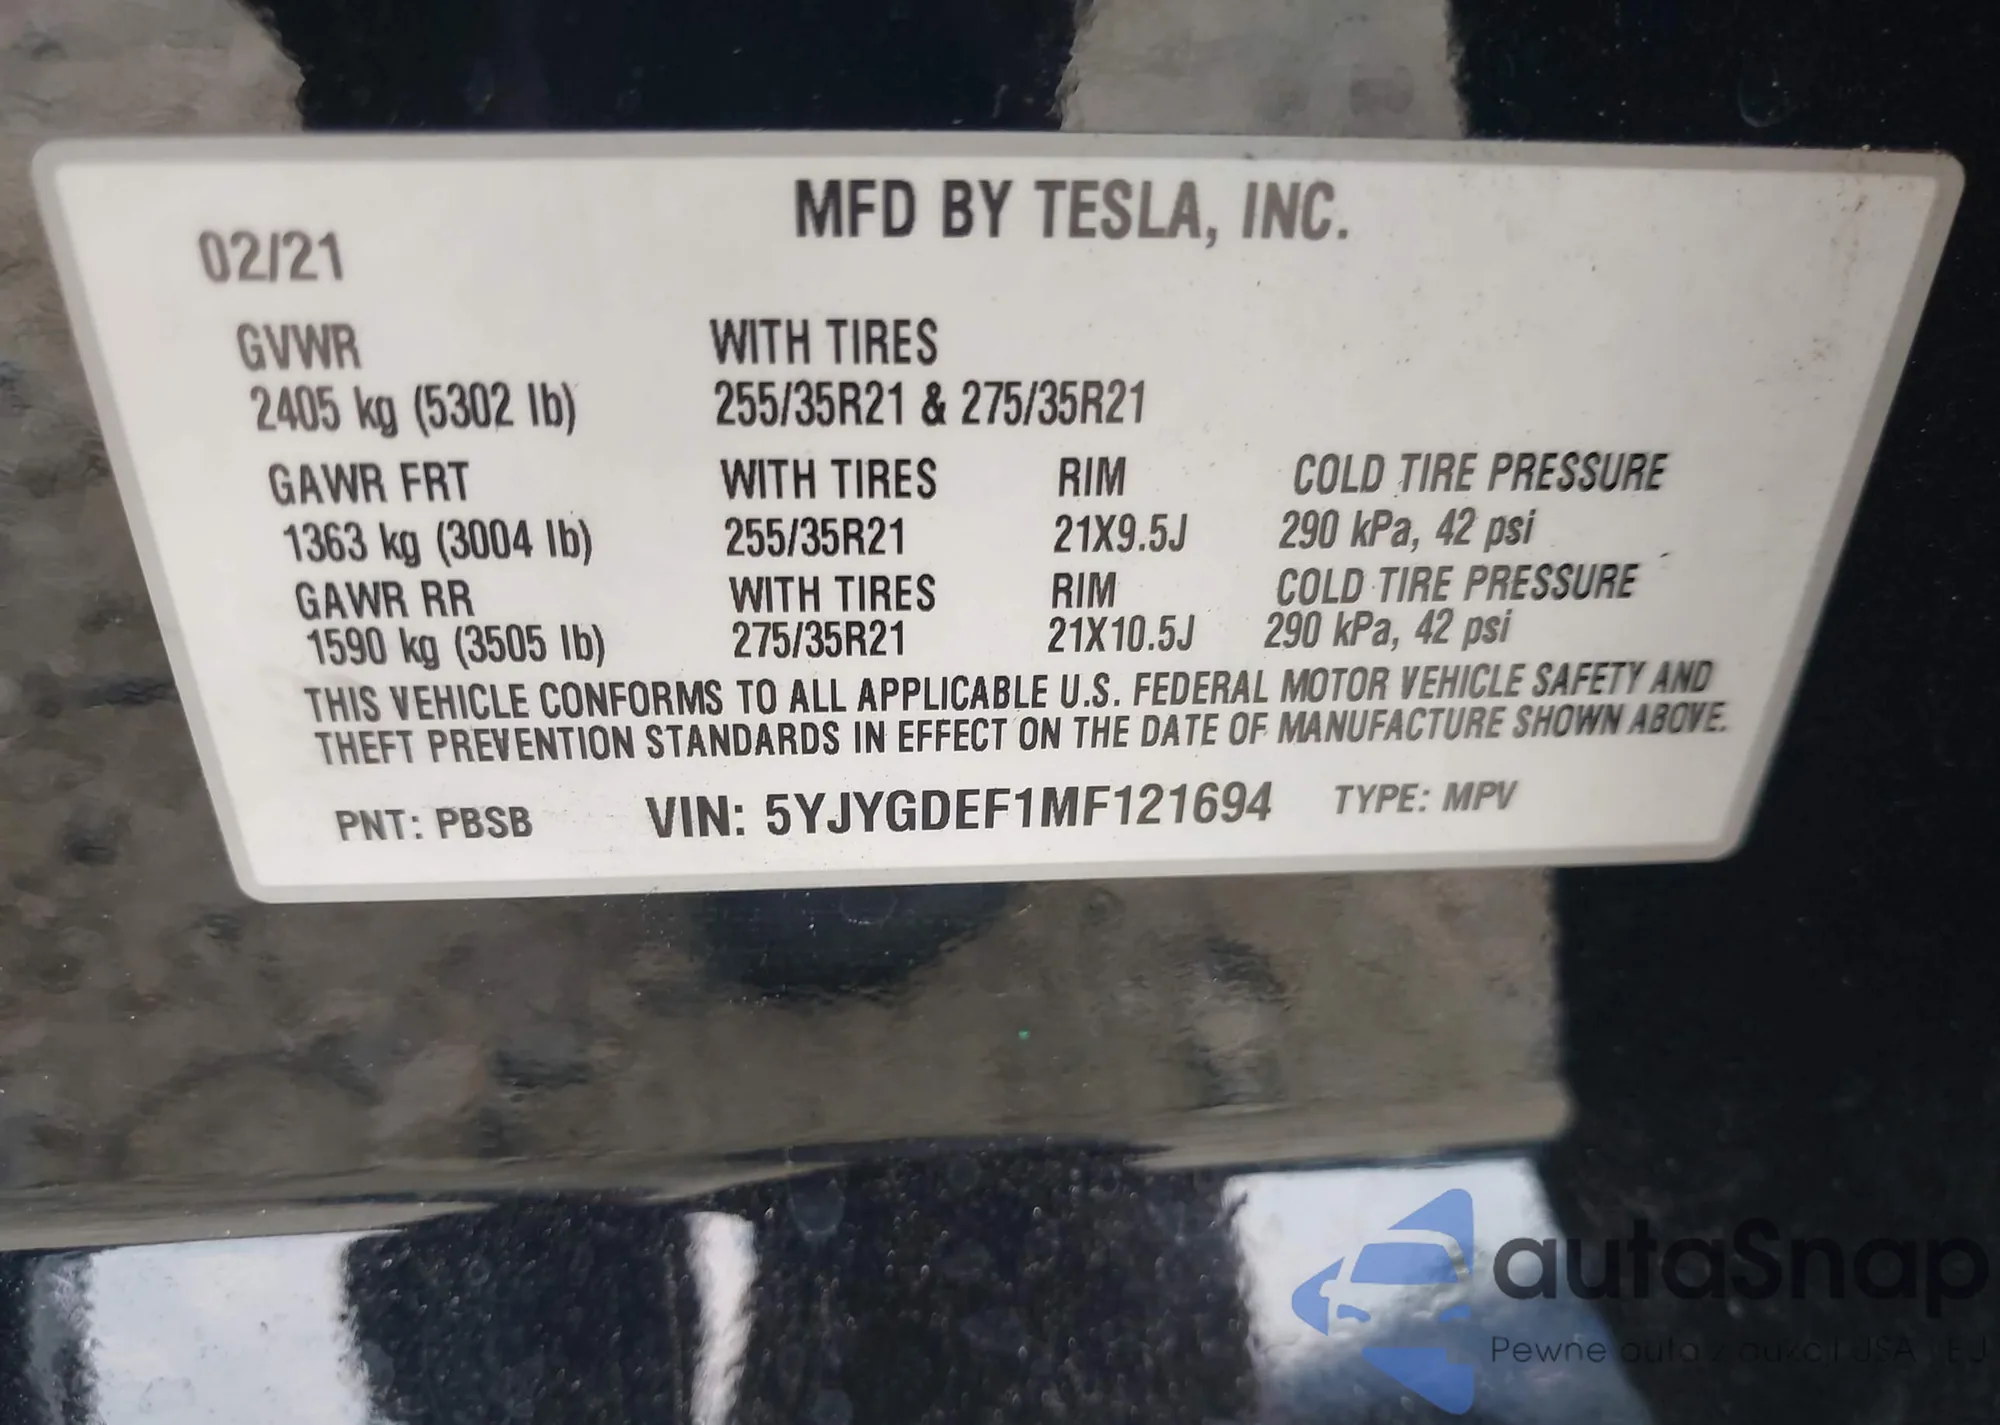 MFD BY TESLA, INC.
02/21
GVWR WITH TIRES
2405 kg (5302 lb) 255/35R21 & 275/35R21
GAWR FRT WITH TIRES RIM COLD TIRE PRESSURE
1363 kg (3004 lb) 255/35R21 21X9.5J 290 kPa, 42 psi
GAWR RR WITH TIRES RIM COLD TIRE PRESSURE
1590 kg (3505 lb) 275/35R21 21X10.5J 290 kPa, 42 psi
THIS VEHICLE CONFORMS TO ALL APPLICABLE U.S. FEDERAL MOTOR VEHICLE SAFETY AND
THEFT PREVENTION STANDARDS IN EFFECT ON THE DATE OF MANUFACTURE SHOWN ABOVE.
PNT: PBSB VIN: 5YJYGDEF1MF121694 TYPE: MPV
autaSnap
Pewne auta z